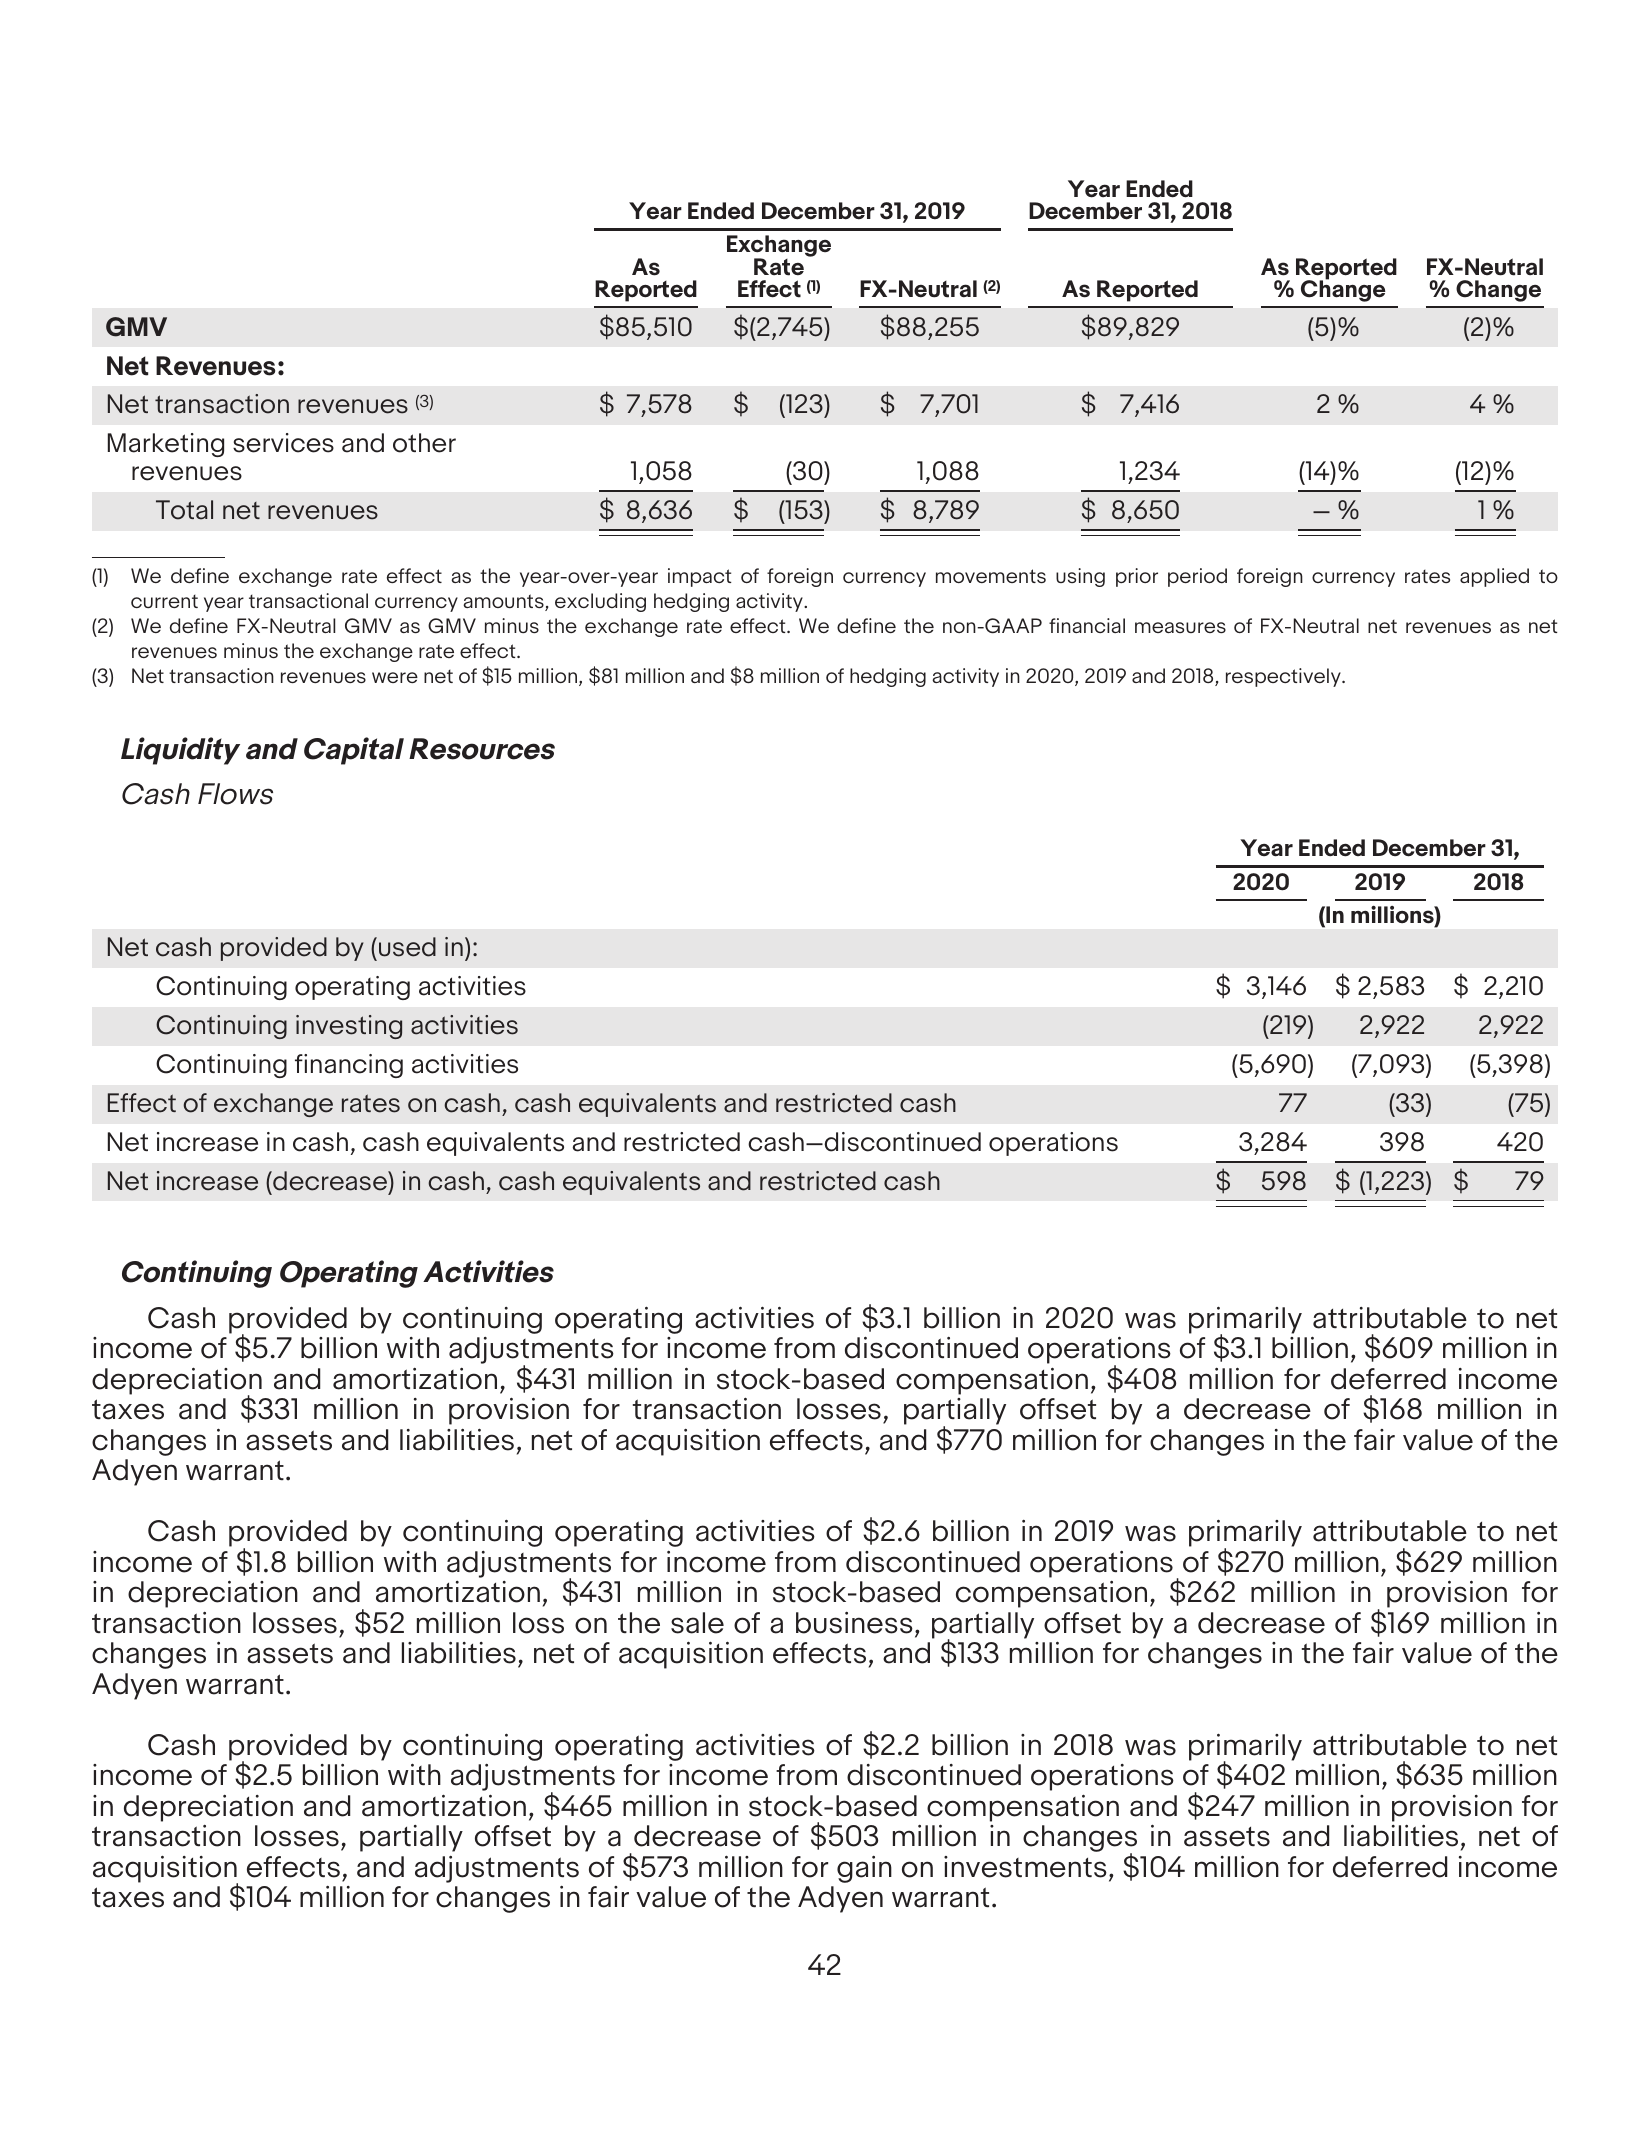 Year Ended December 31, 2019
Year Ended
December 31, 2018
As
Reported
Exchange
Rate
Effect (1)
FX-Neutral (2)
As Reported
As Reported
% Change
FX-Neutral
% Change
GMV $85,510 $(2,745) $88,255 $89,829 (5)% (2)%
Net Revenues:
Net transaction revenues (3) $ 7,578 $ (123) $ 7,701 $ 7,416 2 % 4 %
Marketing services and other
revenues 1,058 (30) 1,088 1,234 (14)% (12)%
Total net revenues $ 8,636 $ (153) $ 8,789 $ 8,650 — % 1 %
(1) We define exchange rate effect as the year-over-year impact of foreign currency movements using prior period foreign currency rates applied to
current year transactional currency amounts, excluding hedging activity.
(2) We define FX-Neutral GMV as GMV minus the exchange rate effect. We define the non-GAAP financial measures of FX-Neutral net revenues as net
revenues minus the exchange rate effect.
(3) Net transaction revenues were net of $15 million, $81 million and $8 million of hedging activity in 2020, 2019 and 2018, respectively.
Liquidity and Capital Resources
Cash Flows
Year Ended December 31,
2020 2019 2018
(In millions)
Net cash provided by (used in):
Continuing operating activities $ 3,146 $ 2,583 $ 2,210
Continuing investing activities (219) 2,922 2,922
Continuing financing activities (5,690) (7,093) (5,398)
Effect of exchange rates on cash, cash equivalents and restricted cash 77 (33) (75)
Net increase in cash, cash equivalents and restricted cash—discontinued operations 3,284 398 420
Net increase (decrease) in cash, cash equivalents and restricted cash $ 598 $ (1,223) $ 79
Continuing Operating Activities
Cash provided by continuing operating activities of $3.1 billion in 2020 was primarily attributable to net
income of $5.7 billion with adjustments for income from discontinued operations of $3.1 billion, $609 million in
depreciation and amortization, $431 million in stock-based compensation, $408 million for deferred income
taxes and $331 million in provision for transaction losses, partially offset by a decrease of $168 million in
changes in assets and liabilities, net of acquisition effects, and $770 million for changes in the fair value of the
Adyen warrant.
Cash provided by continuing operating activities of $2.6 billion in 2019 was primarily attributable to net
income of $1.8 billion with adjustments for income from discontinued operations of $270 million, $629 million
in depreciation and amortization, $431 million in stock-based compensation, $262 million in provision for
transaction losses, $52 million loss on the sale of a business, partially offset by a decrease of $169 million in
changes in assets and liabilities, net of acquisition effects, and $133 million for changes in the fair value of the
Adyen warrant.
Cash provided by continuing operating activities of $2.2 billion in 2018 was primarily attributable to net
income of $2.5 billion with adjustments for income from discontinued operations of $402 million, $635 million
in depreciation and amortization, $465 million in stock-based compensation and $247 million in provision for
transaction losses, partially offset by a decrease of $503 million in changes in assets and liabilities, net of
acquisition effects, and adjustments of $573 million for gain on investments, $104 million for deferred income
taxes and $104 million for changes in fair value of the Adyen warrant.
42